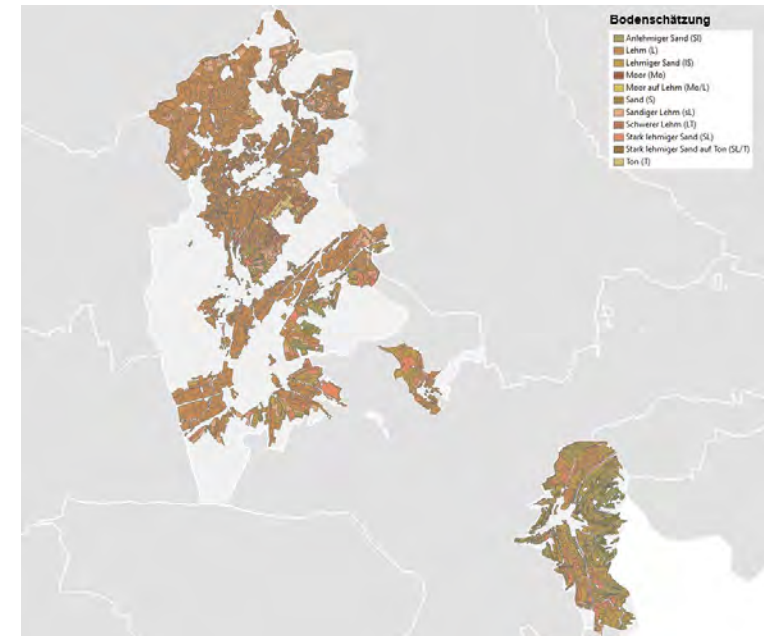 Bodenschätzung
Anlehmiger Sand (Sl)
Lehm (L)
Lehmiger Sand (lS)
Moor (Mo)
Moor auf Lehm (Mo/L)
Sand (S)
Sandiger Lehm (sL)
Schwerer Lehm (LT)
Stark lehmiger Sand (SL)
Stark lehmiger Sand auf Ton (SL/T)
Ton (T)